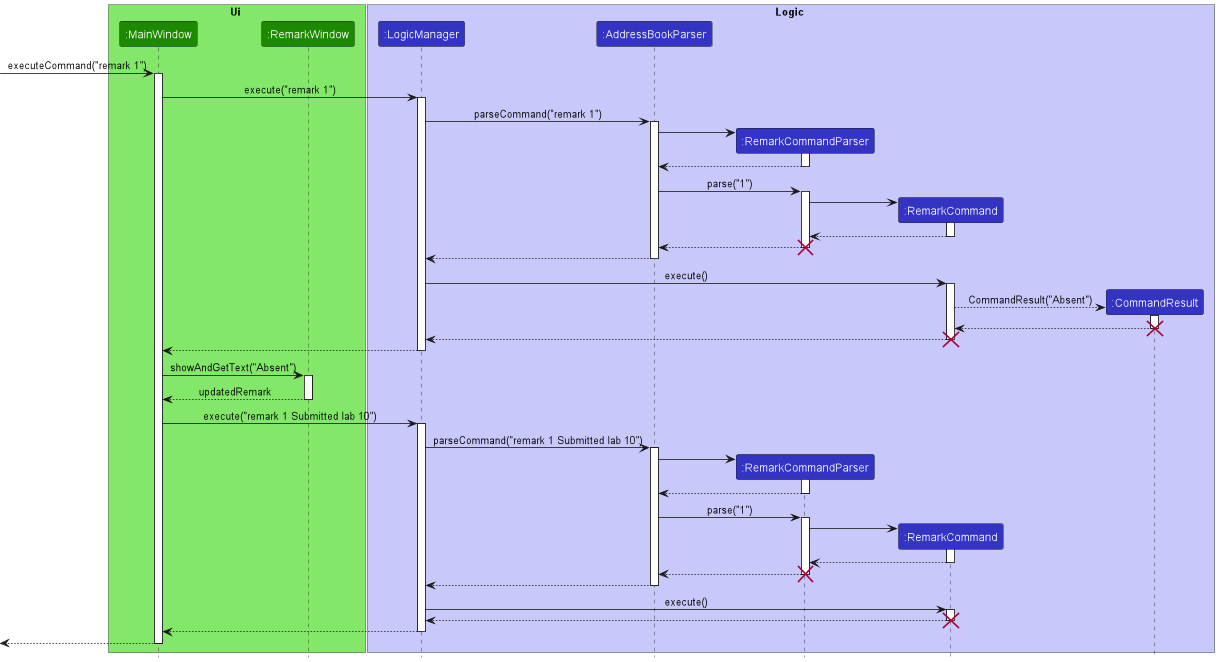 Ui
Logic
:MainWindow
:RemarkWindow
:LogicManager
:AddressBookParser
executeCommand("remark 1")
execute("remark 1")
parseCommand("remark 1")
:RemarkCommandParser
parse("1")
:RemarkCommand
execute()
CommandResult("Absent")
:CommandResult
showAndGetText("Absent")
updatedRemark
execute("remark 1 Submitted lab 10")
parseCommand("remark 1 Submitted lab 10")
:RemarkCommandParser
parse("1")
:RemarkCommand
execute()